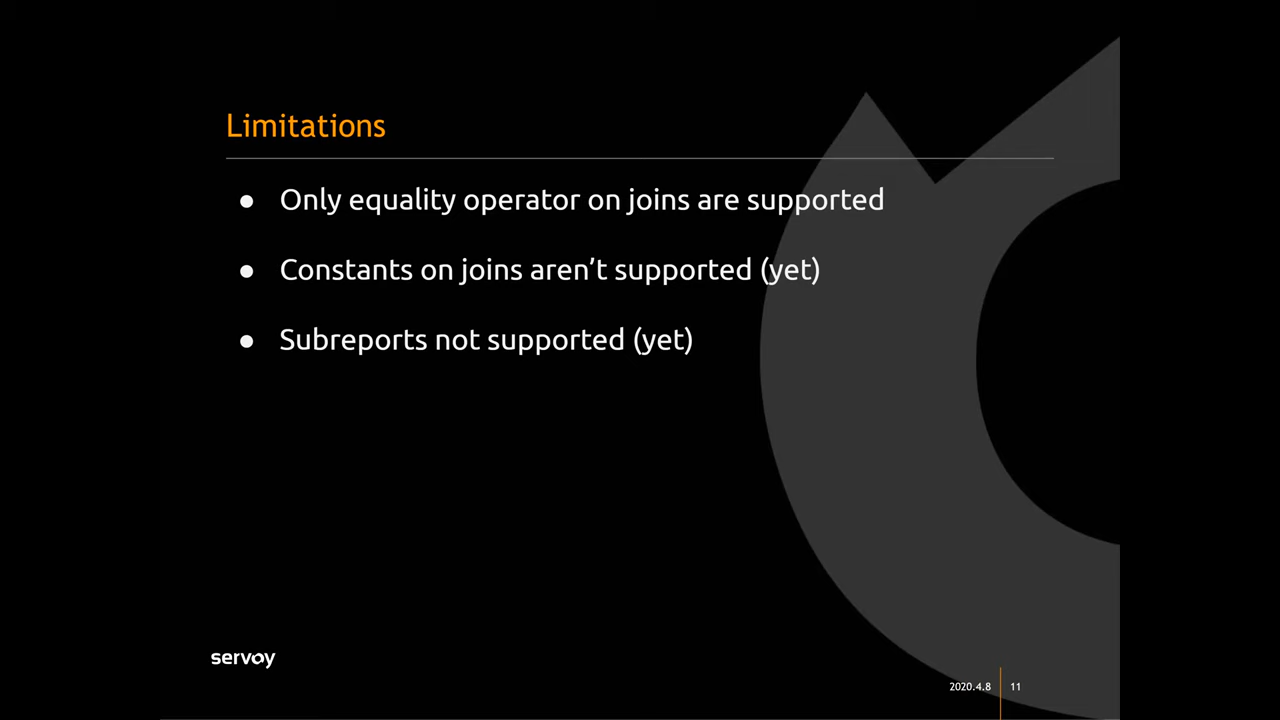 Limitations
● Only equality operator on joins are supported
● Constants on joins aren’t supported (yet)
● Subreports not supported (yet)
servoy
2020.4.8
11